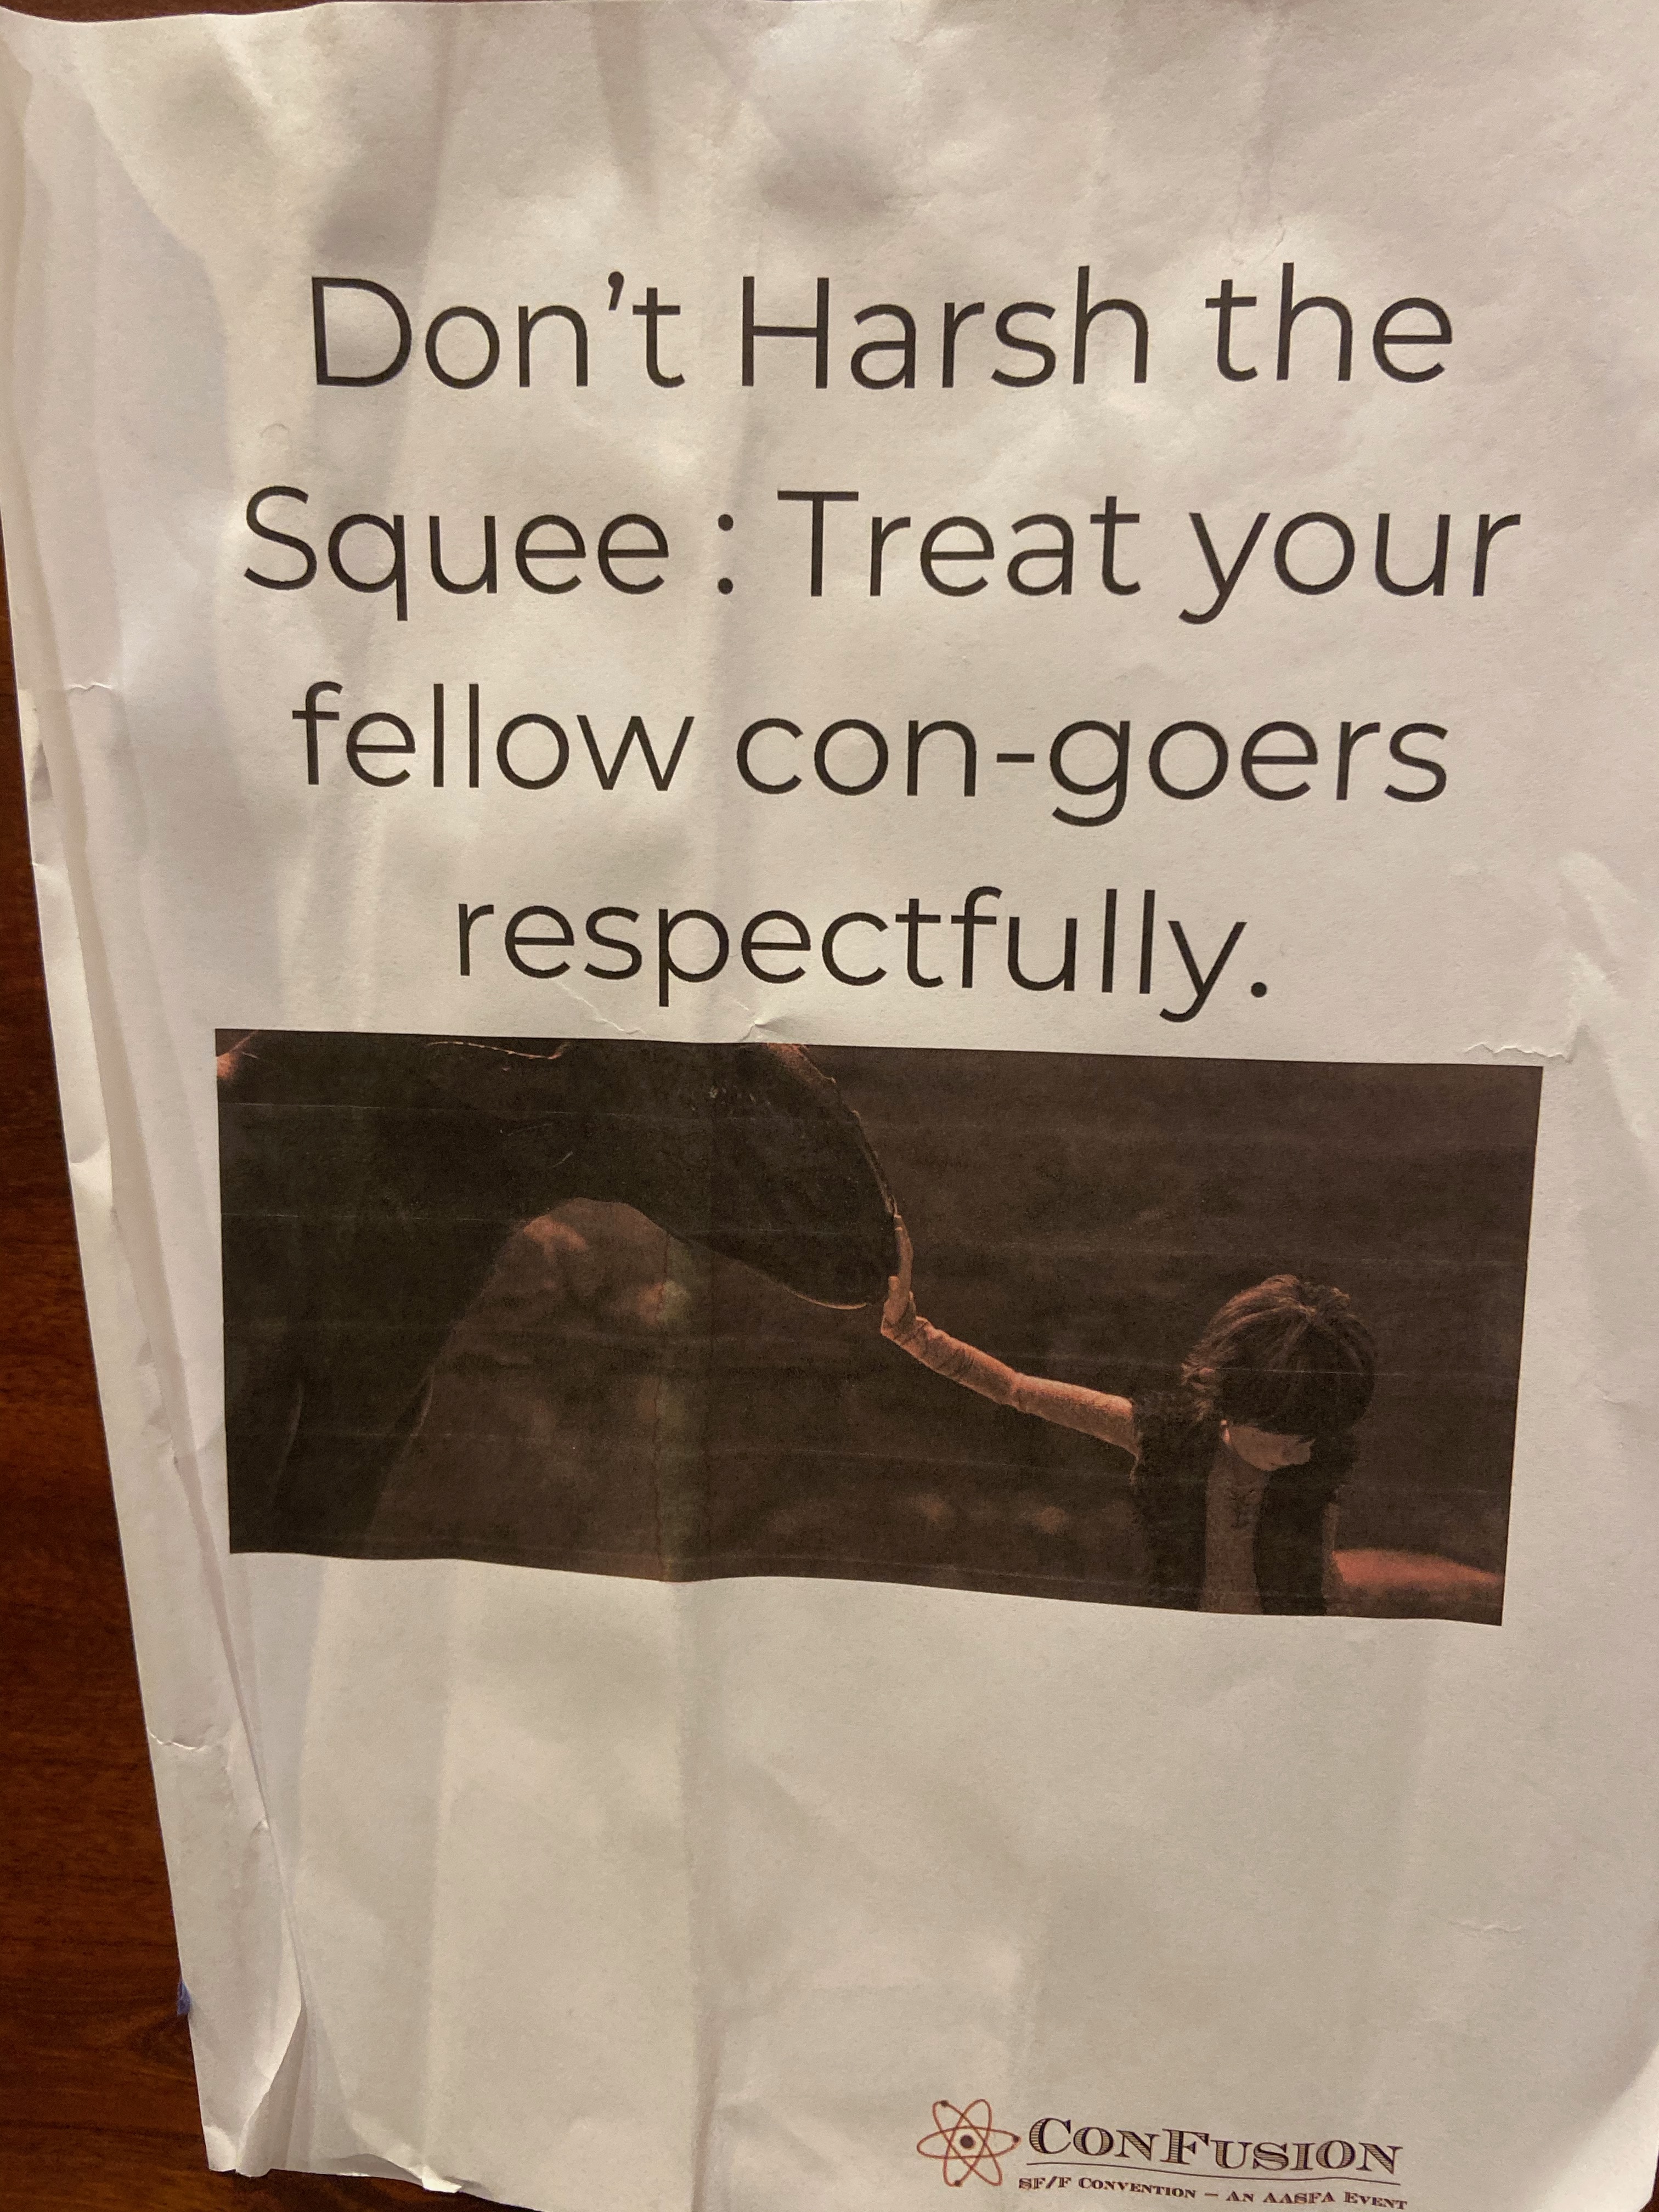 Don't Harsh the
Squee : Treat your
fellow con-goers
respectfully.
ConFusion
SF/F Convention – An AASFA Event